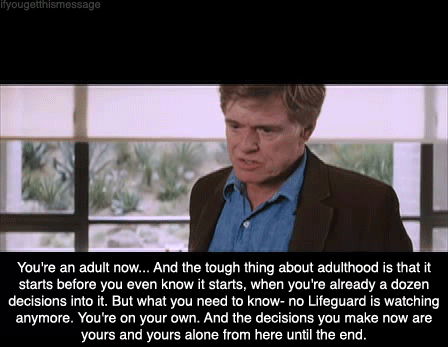 ifyougetthismessage
You're an adult now... And the tough thing about adulthood is that it
starts before you even know it starts, when you're already a dozen
decisions into it. But what you need to know- no Lifeguard is watching
anymore. You're on your own. And the decisions you make now are
yours and yours alone from here until the end.